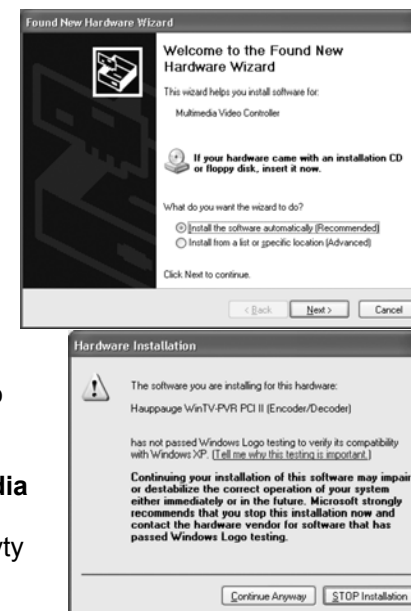 Found New Hardware Wizard
Welcome to the Found New
Hardware Wizard
This wizard helps you install software for:
Multimedia Video Controller
If your hardware came with an installation CD
or floppy disk, insert it now.
What do you want the wizard to do?
Install the software automatically (Recommended)
Install from a list or specific location (Advanced)
Click Next to continue.
< Back
Next >
Cancel
Hardware Installation
The software you are installing for this hardware:
Hauppauge WinTV-PVR PCI II (Encoder/Decoder)
has not passed Windows Logo testing to verify its compatibility
with Windows XP. (Tell me why this testing is important.)
Continuing your installation of this software may impair
or destabilize the correct operation of your system
either immediately or in the future. Microsoft strongly
recommends that you stop this installation now and
contact the hardware vendor for software that has
passed Windows Logo testing.
Continue Anyway
STOP Installation
dia
yty